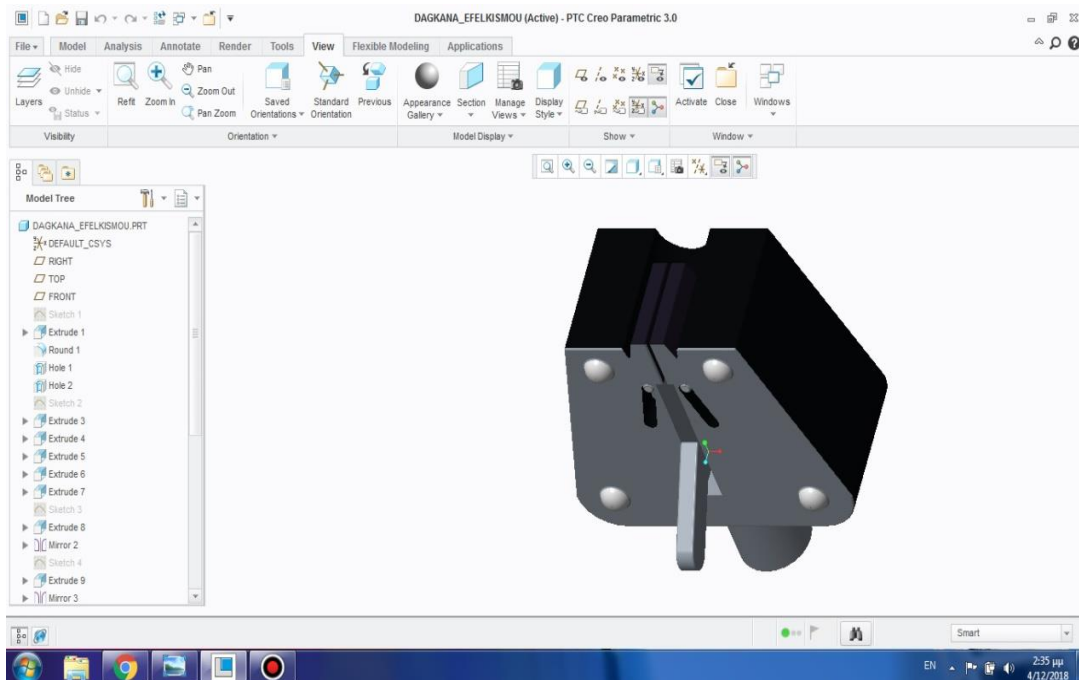 DAGKANA_EFELKISMOU (Active) - PTC Creo Parametric 3.0
File Model Analysis Annotate Render Tools View Flexible Modeling Applications
Hide
Unhide
Status
Layers
Refit
Zoom In
Pan
Zoom Out
Pan Zoom
Saved Orientations
Standard Orientation
Previous
Appearance Gallery
Section
Manage Views
Display Style
Activate
Close
Windows
Visibility Orientation Model Display Show Window
Model Tree
DAGKANA_EFELKISMOU.PRT
DEFAULT_CSYS
RIGHT
TOP
FRONT
Sketch 1
Extrude 1
Round 1
Hole 1
Hole 2
Sketch 2
Extrude 3
Extrude 4
Extrude 5
Extrude 6
Extrude 7
Sketch 3
Extrude 8
Mirror 2
Sketch 4
Extrude 9
Mirror 3
Smart
EN
2:35 μμ
4/12/2018